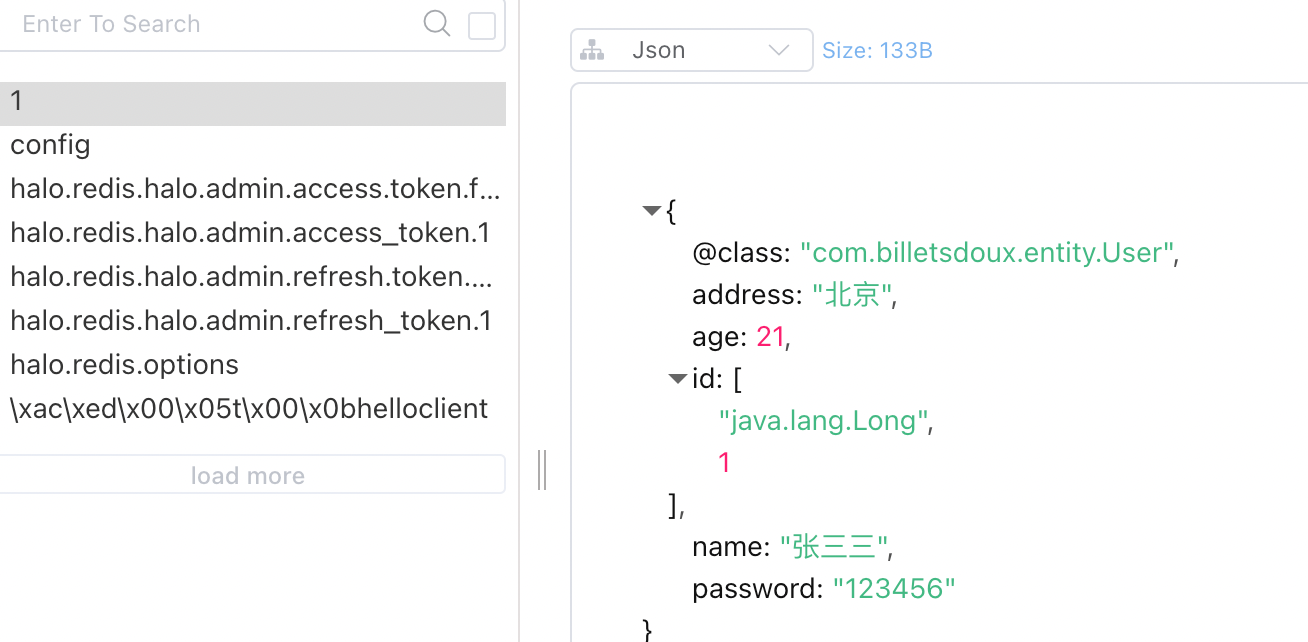 Enter To Search
1
config
halo.redis.halo.admin.access.token.f...
halo.redis.halo.admin.access_token.1
halo.redis.halo.admin.refresh.token....
halo.redis.halo.admin.refresh_token.1
halo.redis.options
\xac\xed\x00\x05t\x00\x0bhelloclient
load more
Json
Size: 133B
{
@class: "com.billetsdoux.entity.User",
address: "北京",
age: 21,
id: [
"java.lang.Long",
1
],
name: "张三三",
password: "123456"
}